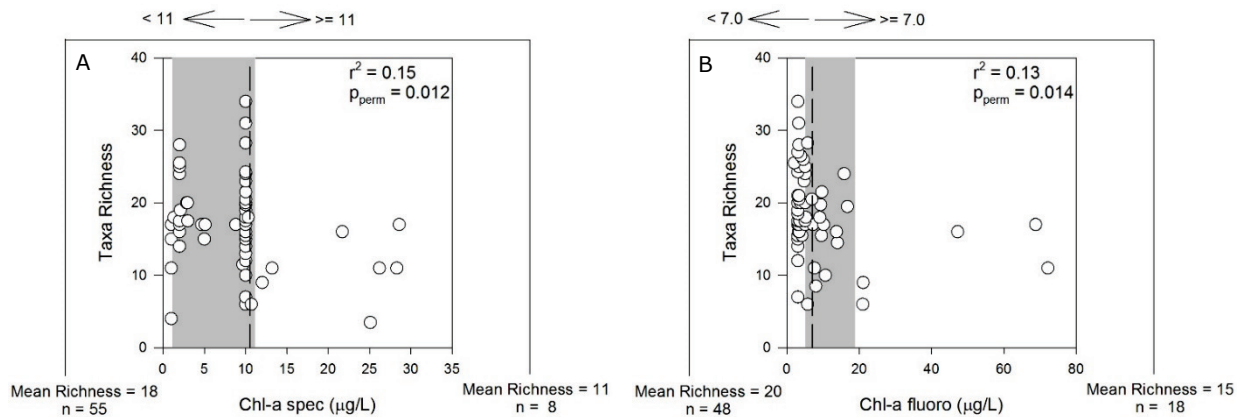 < 11 >= 11
A
r² = 0.15
p_perm = 0.012
Taxa Richness
40
30
20
10
0
0 5 10 15 20 25 30 35
Mean Richness = 18
n = 55
Chl-a spec (µg/L)
Mean Richness = 11
n = 8
< 7.0 >= 7.0
B
r² = 0.13
p_perm = 0.014
Taxa Richness
40
30
20
10
0
0 20 40 60 80
Mean Richness = 20
n = 48
Chl-a fluoro (µg/L)
Mean Richness = 15
n = 18